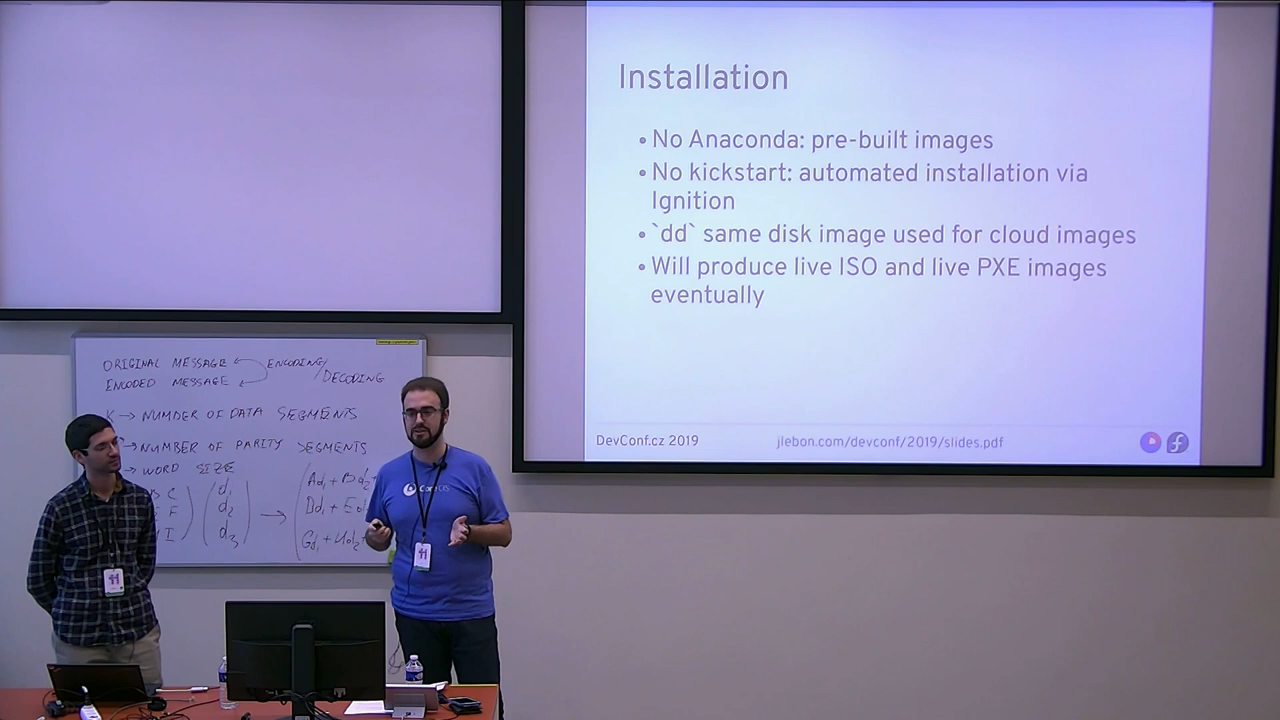 Installation
• No Anaconda: pre-built images
• No kickstart: automated installation via
Ignition
• `dd` same disk image used for cloud images
• Will produce live ISO and live PXE images
eventually
DevConf.cz 2019
jlebon.com/devconf/2019/slides.pdf
ORIGINAL MESSAGE
ENCODING/
DECODING
ENCODED MESSAGE
K → NUMBER OF DATA SEGMENTS
→ NUMBER OF PARITY SEGMENTS
→ WORD SIZE
d₁
d₂
d₃
CoreOS